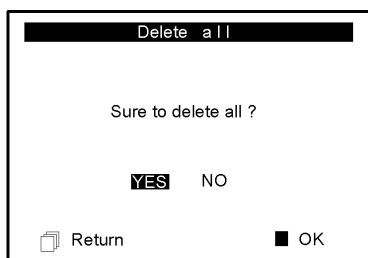 Delete all
Sure to delete all ?
YES NO
Return OK